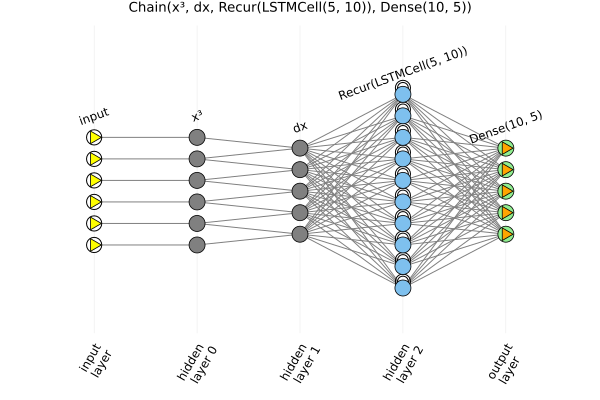 Chain(x³, dx, Recur(LSTMCell(5, 10)), Dense(10, 5))
input
x³
dx
Recur(LSTMCell(5, 10))
Dense(10, 5)
input
layer
hidden
layer 0
hidden
layer 1
hidden
layer 2
output
layer